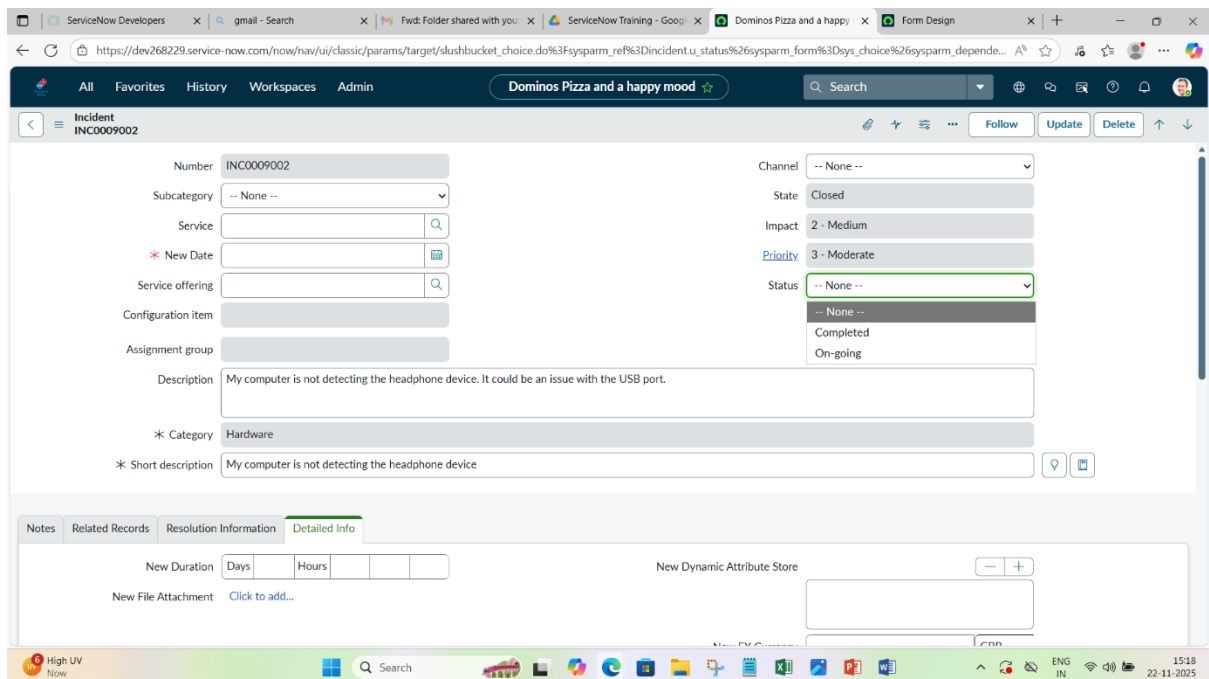 ServiceNow Developers
gmail - Search
Fwd: Folder shared with you:
ServiceNow Training - Googl
Dominos Pizza and a happy
Form Design
https://dev268229.service-now.com/now/nav/ui/classic/params/target/slushbucket_choice.do%3Fsysparm_ref%3Dincident.u_status%26sysparm_form%3Dsys_choice%26sysparm_depende...
All Favorites History Workspaces Admin
Dominos Pizza and a happy mood
Search
Incident
INC0009002
Follow Update Delete
Number INC0009002
Channel -- None --
Subcategory -- None --
State Closed
Service
Impact 2 - Medium
* New Date
Priority 3 - Moderate
Service offering
Status -- None --
-- None --
Completed
On-going
Configuration item
Assignment group
Description My computer is not detecting the headphone device. It could be an issue with the USB port.
* Category Hardware
* Short description My computer is not detecting the headphone device
Notes Related Records Resolution Information Detailed Info
New Duration Days Hours
New Dynamic Attribute Store
New File Attachment Click to add...
6
High UV
Now
Search
ENG
IN
15:18
22-11-2025